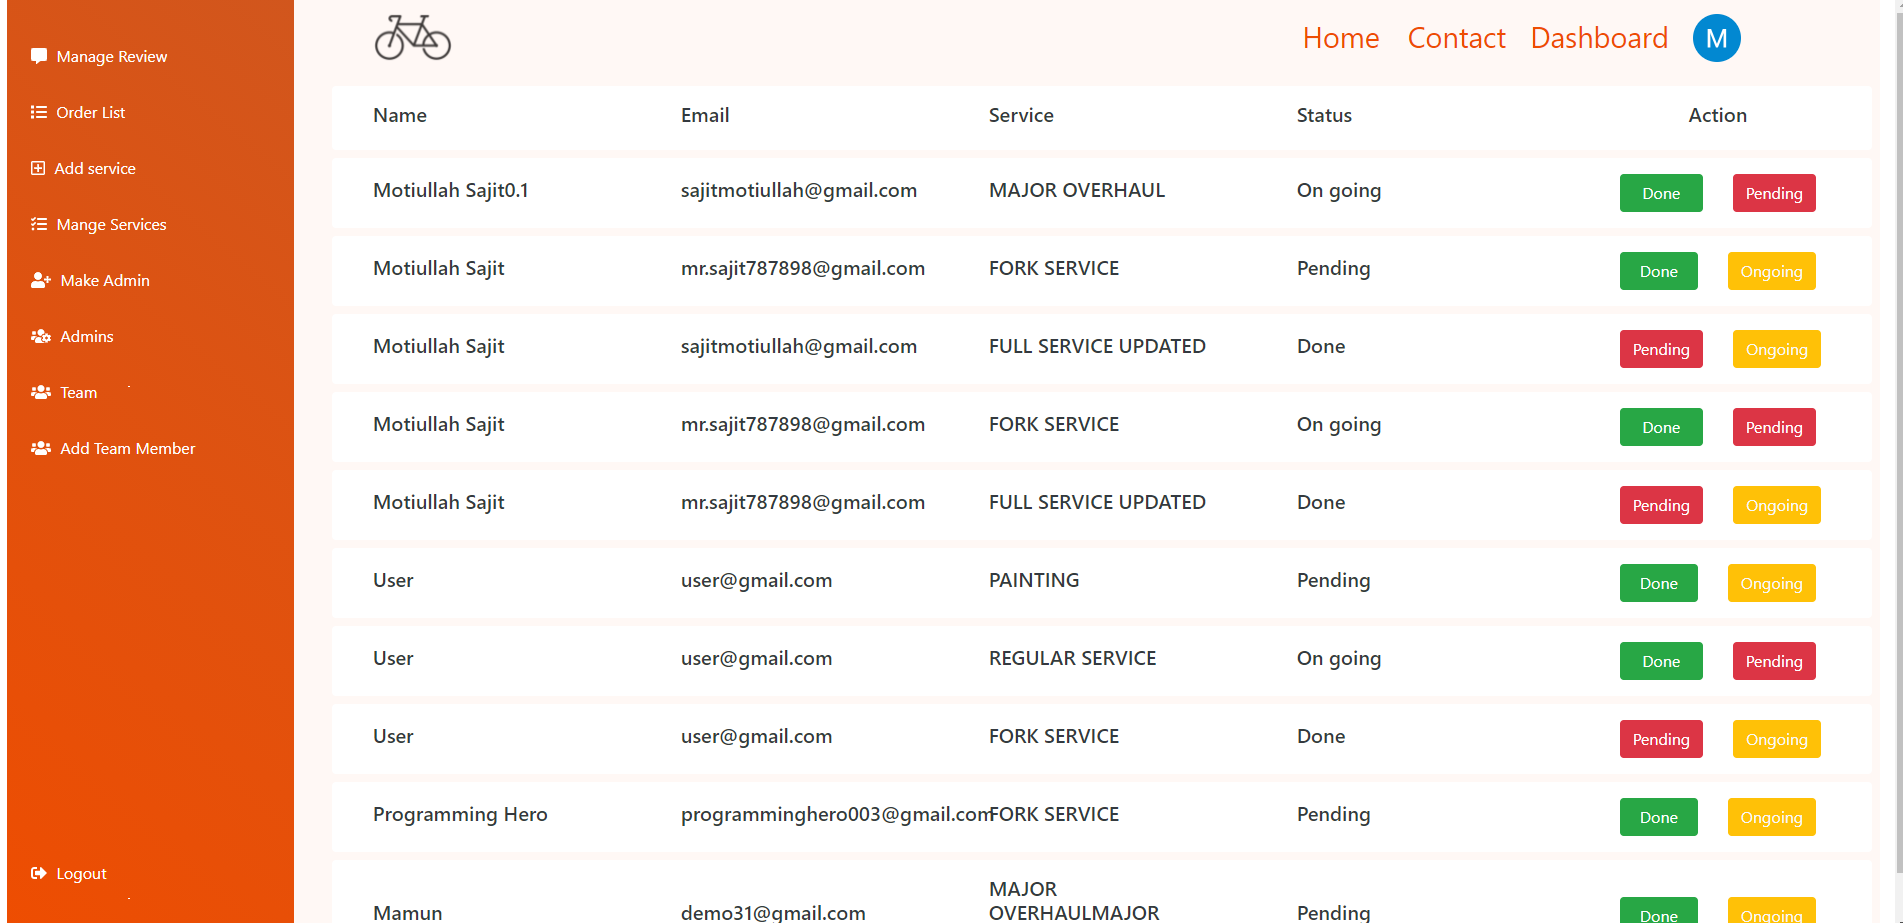 Manage Review
Order List
Add service
Mange Services
Make Admin
Admins
Team
Add Team Member
Logout
Home Contact Dashboard M
Name Email Service Status Action
Motiullah Sajit0.1 sajitmotiullah@gmail.com MAJOR OVERHAUL On going Done Pending
Motiullah Sajit mr.sajit787898@gmail.com FORK SERVICE Pending Done Ongoing
Motiullah Sajit sajitmotiullah@gmail.com FULL SERVICE UPDATED Done Pending Ongoing
Motiullah Sajit mr.sajit787898@gmail.com FORK SERVICE On going Done Pending
Motiullah Sajit mr.sajit787898@gmail.com FULL SERVICE UPDATED Done Pending Ongoing
User user@gmail.com PAINTING Pending Done Ongoing
User user@gmail.com REGULAR SERVICE On going Done Pending
User user@gmail.com FORK SERVICE Done Pending Ongoing
Programming Hero programminghero003@gmail.com FORK SERVICE Pending Done Ongoing
MAJOR
Mamun demo31@gmail.com OVERHAULMAJOR Pending Done Ongoing